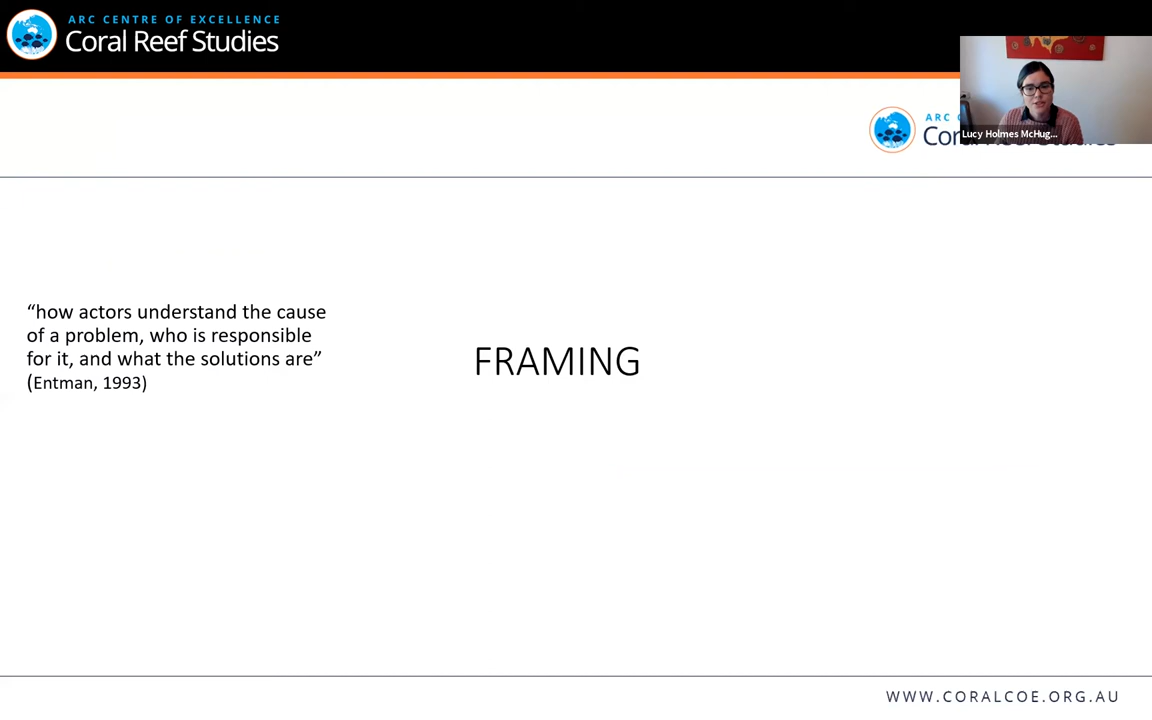 ARC CENTRE OF EXCELLENCE
Coral Reef Studies
Lucy Holmes McHug...
“how actors understand the cause
of a problem, who is responsible
for it, and what the solutions are”
(Entman, 1993)
FRAMING
WWW.CORALCOE.ORG.AU